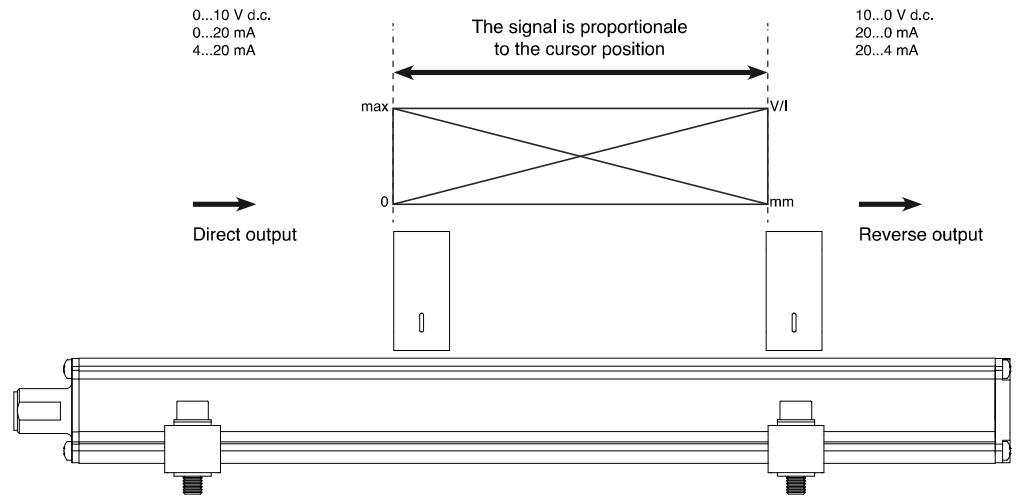 0...10 V d.c.
0...20 mA
4...20 mA
The signal is proportionale
to the cursor position
10...0 V d.c.
20...0 mA
20...4 mA
max
V/I
0
mm
Direct output
Reverse output